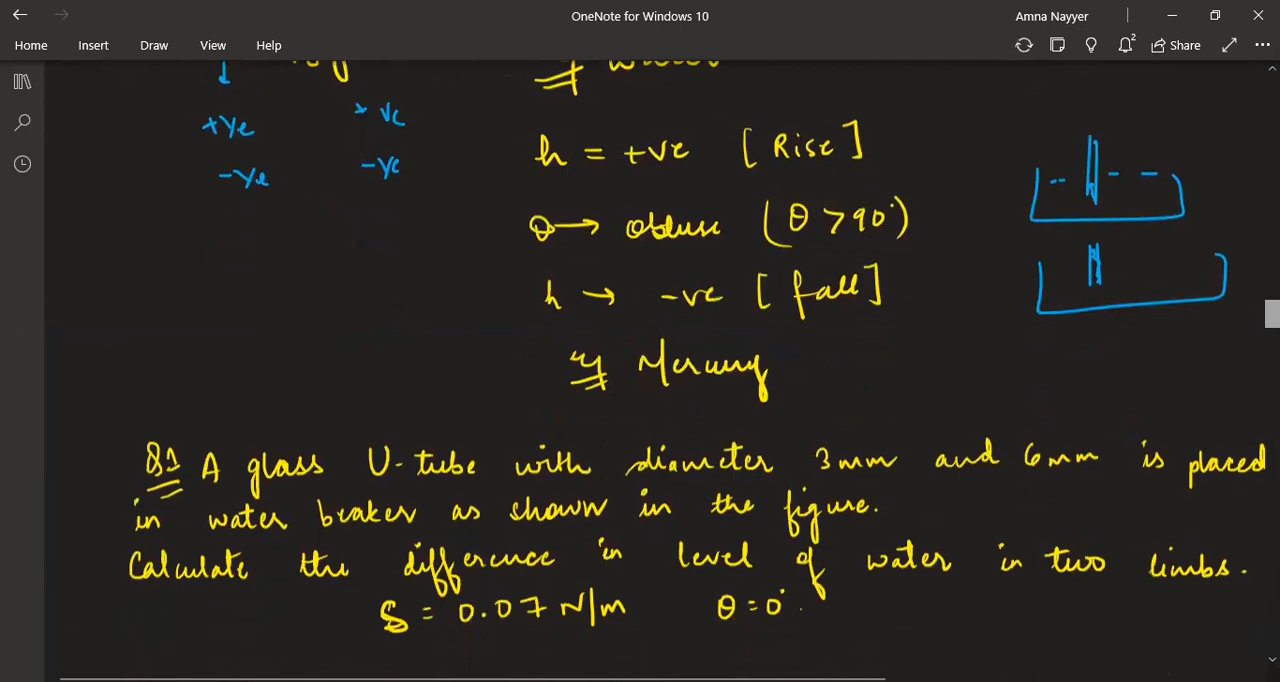 OneNote for Windows 10
Amna Nayyer
Home Insert Draw View Help
2
Share
+ve +ve
-ve -ve
h = +ve [Rise]
θ → obtuse (θ > 90°)
h → -ve [fall]
eg Mercury
Q1 A glass U-tube with diameter 3mm and 6mm is placed
in water beaker as shown in the figure.
Calculate the difference in level of water in two limbs.
S = 0.07 N/m θ = 0°.